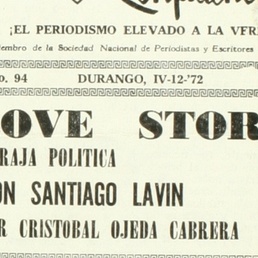 ¡EL PERIODISMO ELEVADO A LA
Miembro de la Sociedad Nacional de Periodistas y Escritores
94 DURANGO, IV-12-'72
OVE STOR
RAJA POLITICA
ON SANTIAGO LAVIN
R CRISTOBAL OJEDA CABRERA